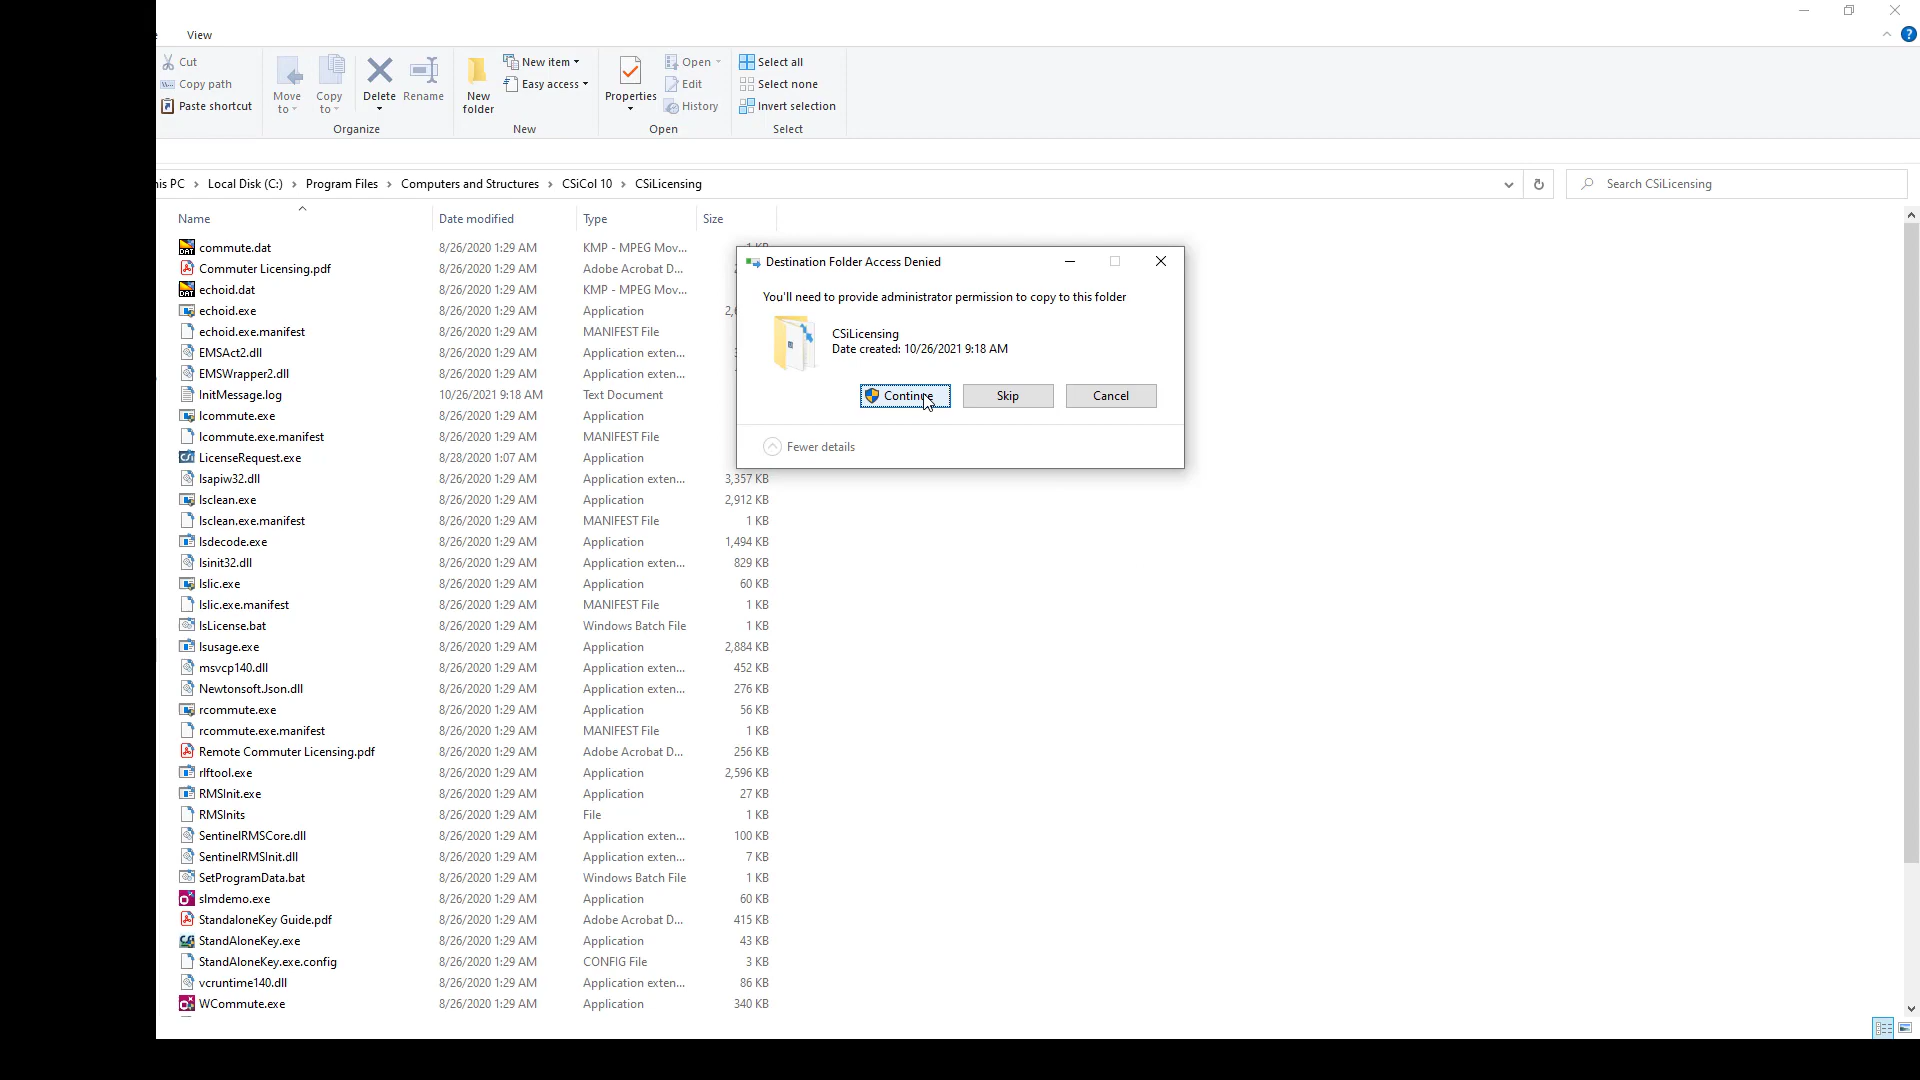 View
Cut
Copy path
Paste shortcut
Move to
Copy to
Delete
Rename
Organize
New folder
New item
Easy access
New
Properties
Open
Edit
History
Open
Select all
Select none
Invert selection
Select
his PC > Local Disk (C:) > Program Files > Computers and Structures > CSiCol 10 > CSiLicensing
Search CSiLicensing
Name Date modified Type Size
commute.dat 8/26/2020 1:29 AM KMP - MPEG Mov...
Commuter Licensing.pdf 8/26/2020 1:29 AM Adobe Acrobat D...
echoid.dat 8/26/2020 1:29 AM KMP - MPEG Mov...
echoid.exe 8/26/2020 1:29 AM Application
echoid.exe.manifest 8/26/2020 1:29 AM MANIFEST File
EMSAct2.dll 8/26/2020 1:29 AM Application exten...
EMSWrapper2.dll 8/26/2020 1:29 AM Application exten...
InitMessage.log 10/26/2021 9:18 AM Text Document
lcommute.exe 8/26/2020 1:29 AM Application
lcommute.exe.manifest 8/26/2020 1:29 AM MANIFEST File
LicenseRequest.exe 8/28/2020 1:07 AM Application
lsapiw32.dll 8/26/2020 1:29 AM Application exten... 3,357 KB
lsclean.exe 8/26/2020 1:29 AM Application 2,912 KB
lsclean.exe.manifest 8/26/2020 1:29 AM MANIFEST File 1 KB
lsdecode.exe 8/26/2020 1:29 AM Application 1,494 KB
lsinit32.dll 8/26/2020 1:29 AM Application exten... 829 KB
lslic.exe 8/26/2020 1:29 AM Application 60 KB
lslic.exe.manifest 8/26/2020 1:29 AM MANIFEST File 1 KB
lsLicense.bat 8/26/2020 1:29 AM Windows Batch File 1 KB
lsusage.exe 8/26/2020 1:29 AM Application 2,884 KB
msvcp140.dll 8/26/2020 1:29 AM Application exten... 452 KB
Newtonsoft.Json.dll 8/26/2020 1:29 AM Application exten... 276 KB
rcommute.exe 8/26/2020 1:29 AM Application 56 KB
rcommute.exe.manifest 8/26/2020 1:29 AM MANIFEST File 1 KB
Remote Commuter Licensing.pdf 8/26/2020 1:29 AM Adobe Acrobat D... 256 KB
rlftool.exe 8/26/2020 1:29 AM Application 2,596 KB
RMSInit.exe 8/26/2020 1:29 AM Application 27 KB
RMSInits 8/26/2020 1:29 AM File 1 KB
SentinelRMSCore.dll 8/26/2020 1:29 AM Application exten... 100 KB
SentinelRMSInit.dll 8/26/2020 1:29 AM Application exten... 7 KB
SetProgramData.bat 8/26/2020 1:29 AM Windows Batch File 1 KB
slmdemo.exe 8/26/2020 1:29 AM Application 60 KB
StandaloneKey Guide.pdf 8/26/2020 1:29 AM Adobe Acrobat D... 415 KB
StandAloneKey.exe 8/26/2020 1:29 AM Application 43 KB
StandAloneKey.exe.config 8/26/2020 1:29 AM CONFIG File 3 KB
vcruntime140.dll 8/26/2020 1:29 AM Application exten... 86 KB
WCommute.exe 8/26/2020 1:29 AM Application 340 KB
Destination Folder Access Denied
You'll need to provide administrator permission to copy to this folder
CSiLicensing
Date created: 10/26/2021 9:18 AM
Continue Skip Cancel
Fewer details